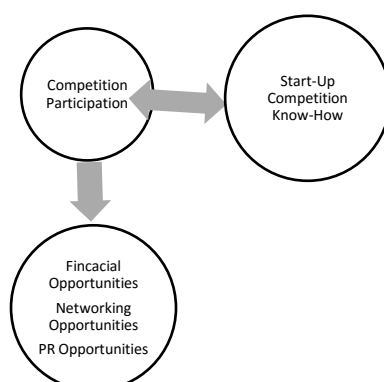 Competition
Participation
Start-Up
Competition
Know-How
Fincacial
Opportunities
Networking
Opportunities
PR Opportunities